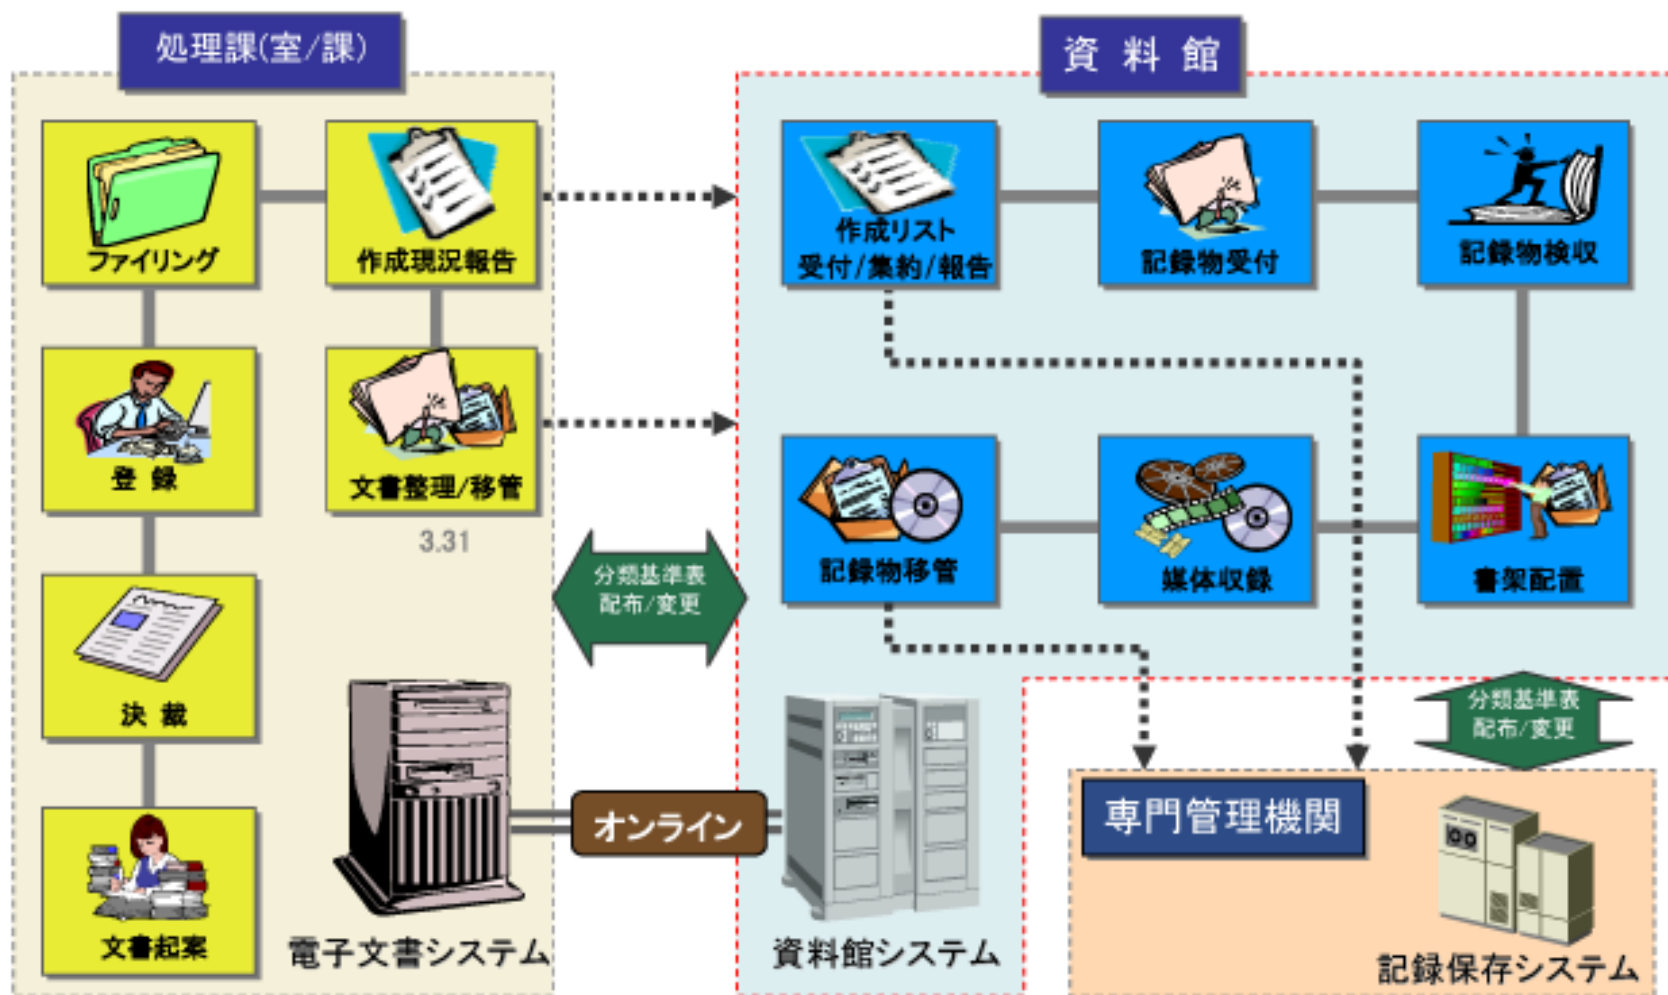 処理課(室/課)
ファイリング
作成現況報告
登 録
文書整理/移管
3.31
決 裁
文書起案
電子文書システム
分類基準表
配布/変更
オンライン
資 料 館
作成リスト
受付/集約/報告
記録物受付
記録物検収
記録物移管
媒体収録
書架配置
資料館システム
分類基準表
配布/変更
専門管理機関
記録保存システム